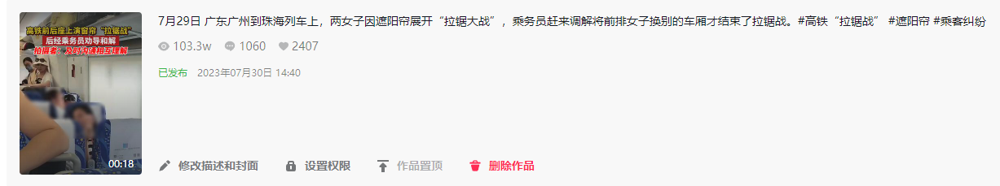 高铁前后座上演窗帘“拉锯战”
后经乘务员劝导和解
拍摄者：及时沟通相互理解
00:18
7月29日 广东广州到珠海列车上，两女子因遮阳帘展开“拉锯大战”，乘务员赶来调解将前排女子换别的车厢才结束了拉锯战。#高铁“拉锯战” #遮阳帘 #乘客纠纷
103.3w 1060 2407
已发布 2023年07月30日 14:40
修改描述和封面 设置权限 作品置顶 删除作品